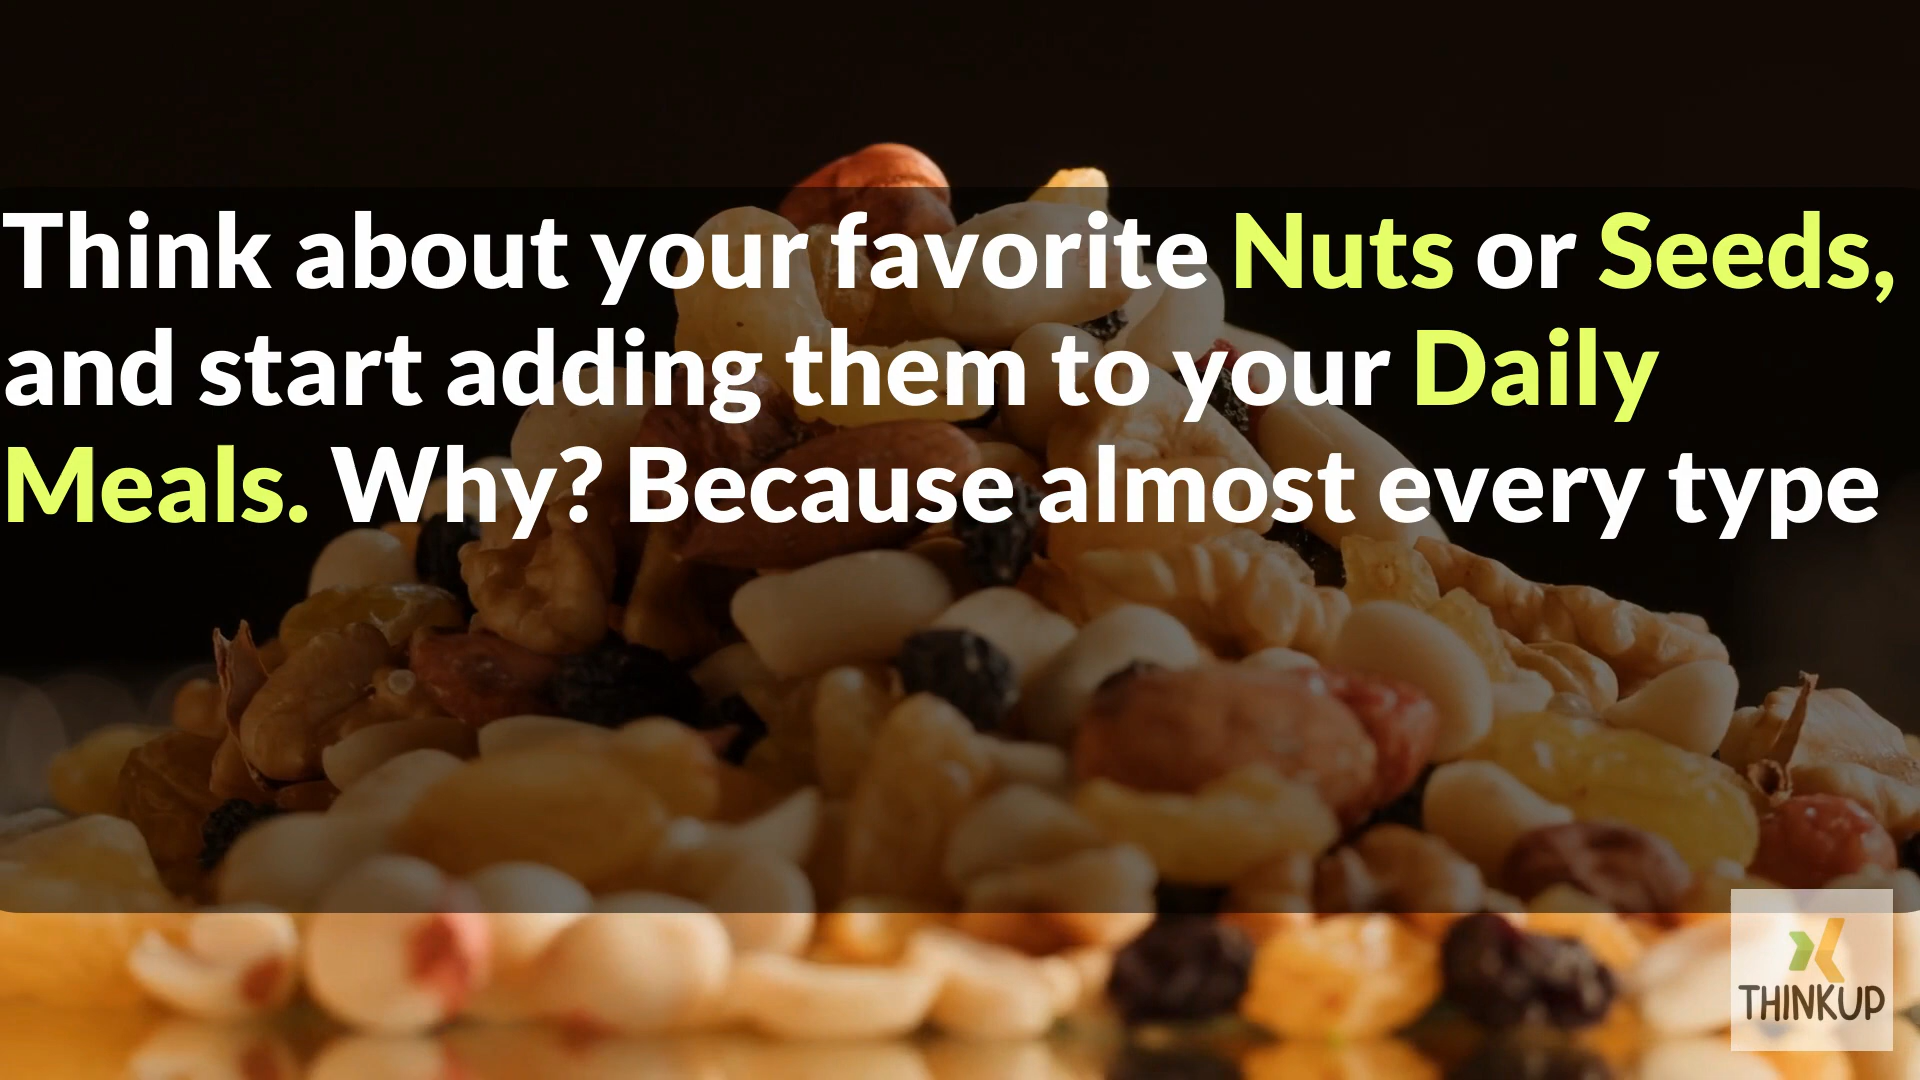 Think about your favorite Nuts or Seeds,
and start adding them to your Daily
Meals. Why? Because almost every type
THINKUP